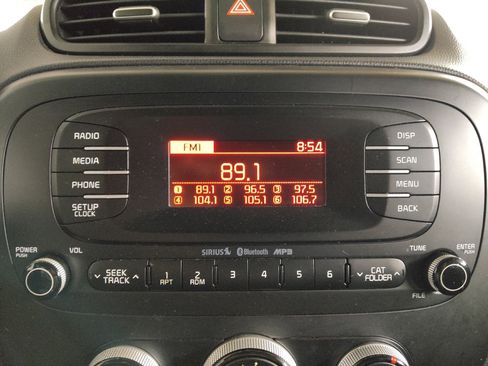 RADIO
MEDIA
PHONE
SETUP
CLOCK
FM1 8:54
89.1
① 89.1 ② 96.5 ③ 97.5
④ 104.1 ⑤ 105.1 ⑥ 106.7
DISP
SCAN
MENU
BACK
POWER
PUSH
VOL
SIRIUS Bluetooth MP3
TUNE
ENTER
PUSH
SEEK
TRACK
1
RPT
2
RDM
3
4
5
6
CAT
FOLDER
FILE